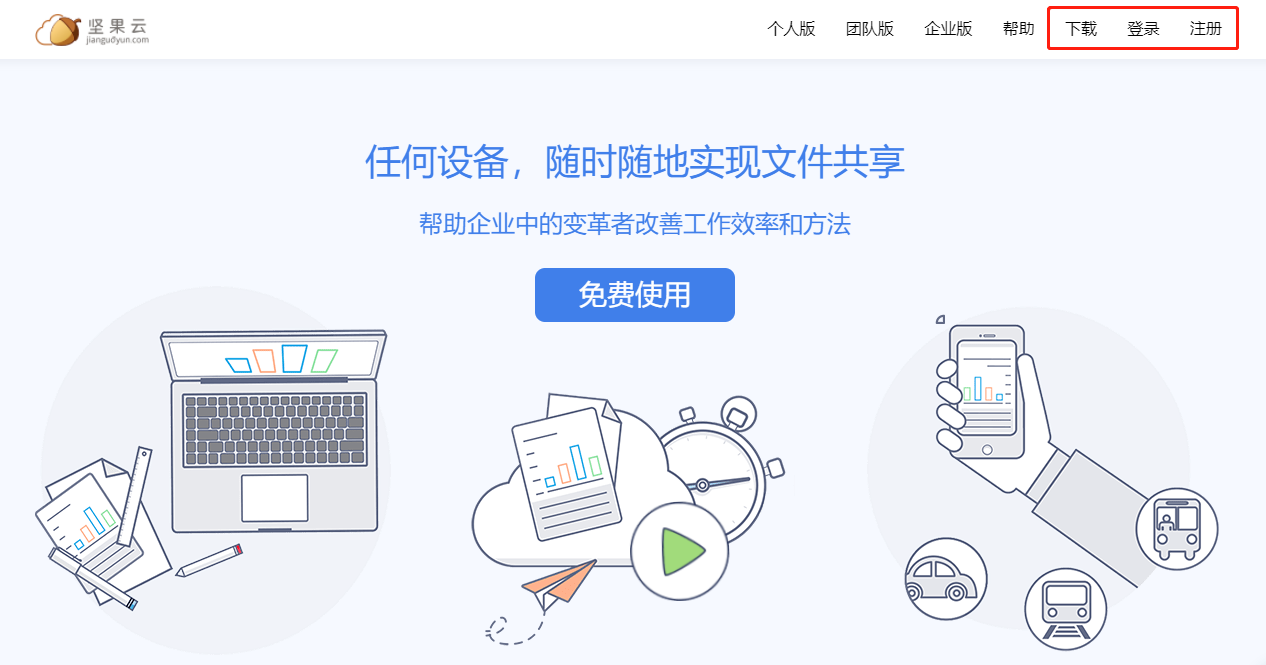 坚果云
jianguoyun.com
个人版 团队版 企业版 帮助 下载 登录 注册
任何设备，随时随地实现文件共享
帮助企业中的变革者改善工作效率和方法
免费使用